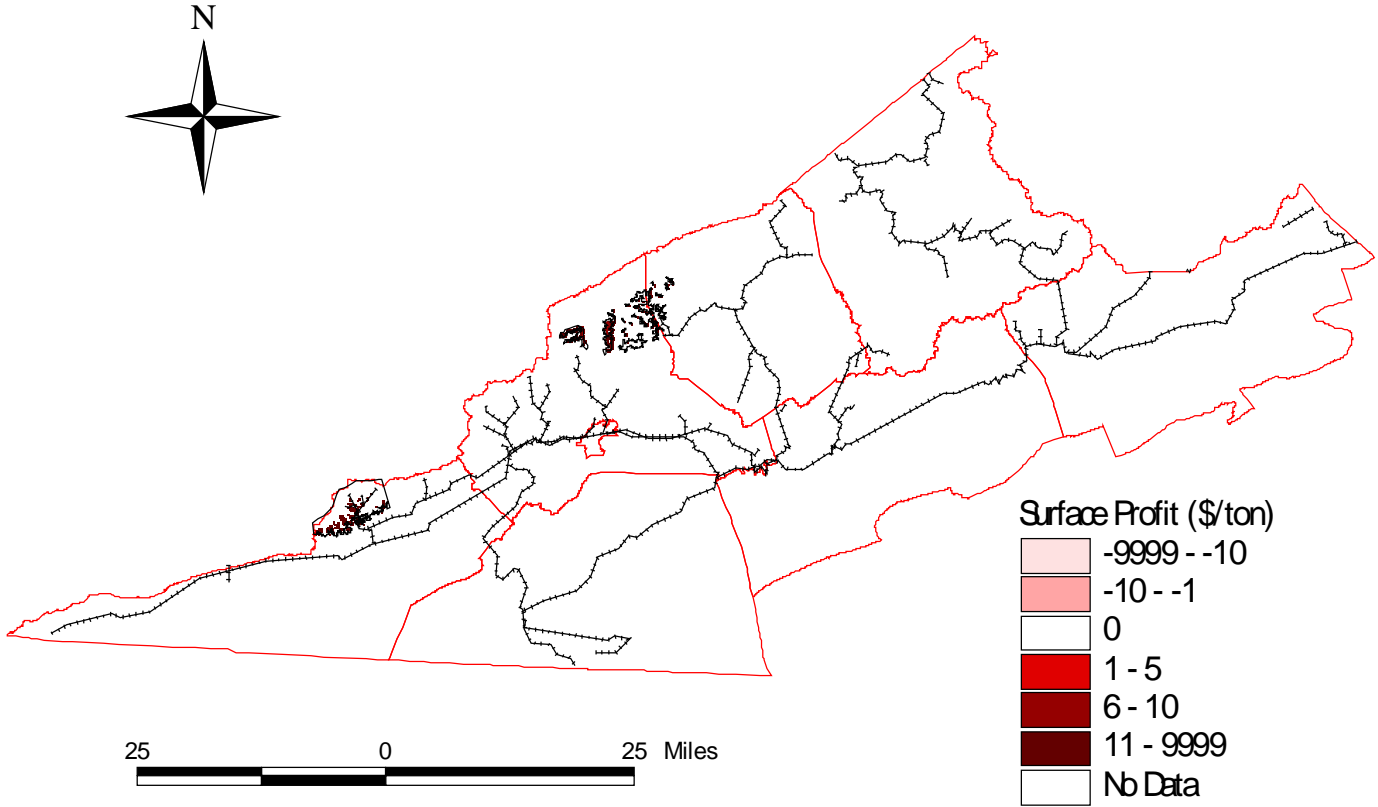 N
Surface Profit ($/ton)
-9999 - -10
-10 - -1
0
1 - 5
6 - 10
11 - 9999
No Data
25 0 25 Miles